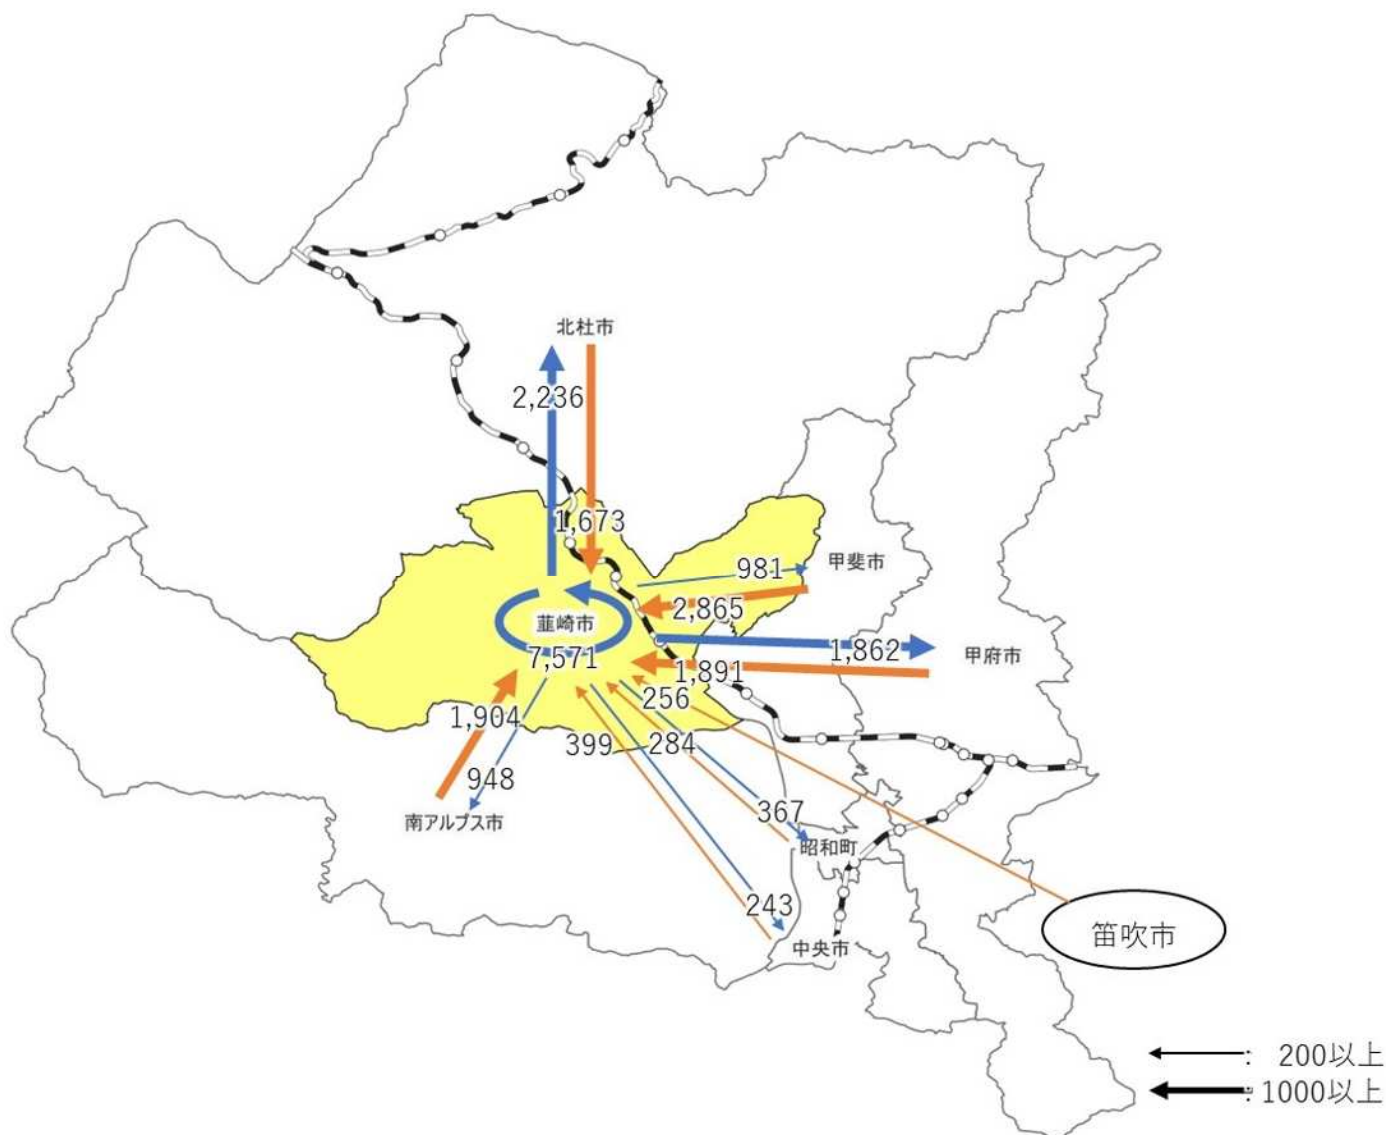 北杜市
2,236
1,673
甲斐市
981
2,865
韮崎市
7,571
1,862
甲府市
1,891
256
1,904
399
284
948
367
南アルプス市
昭和町
243
中央市
笛吹市
: 200以上
: 1000以上